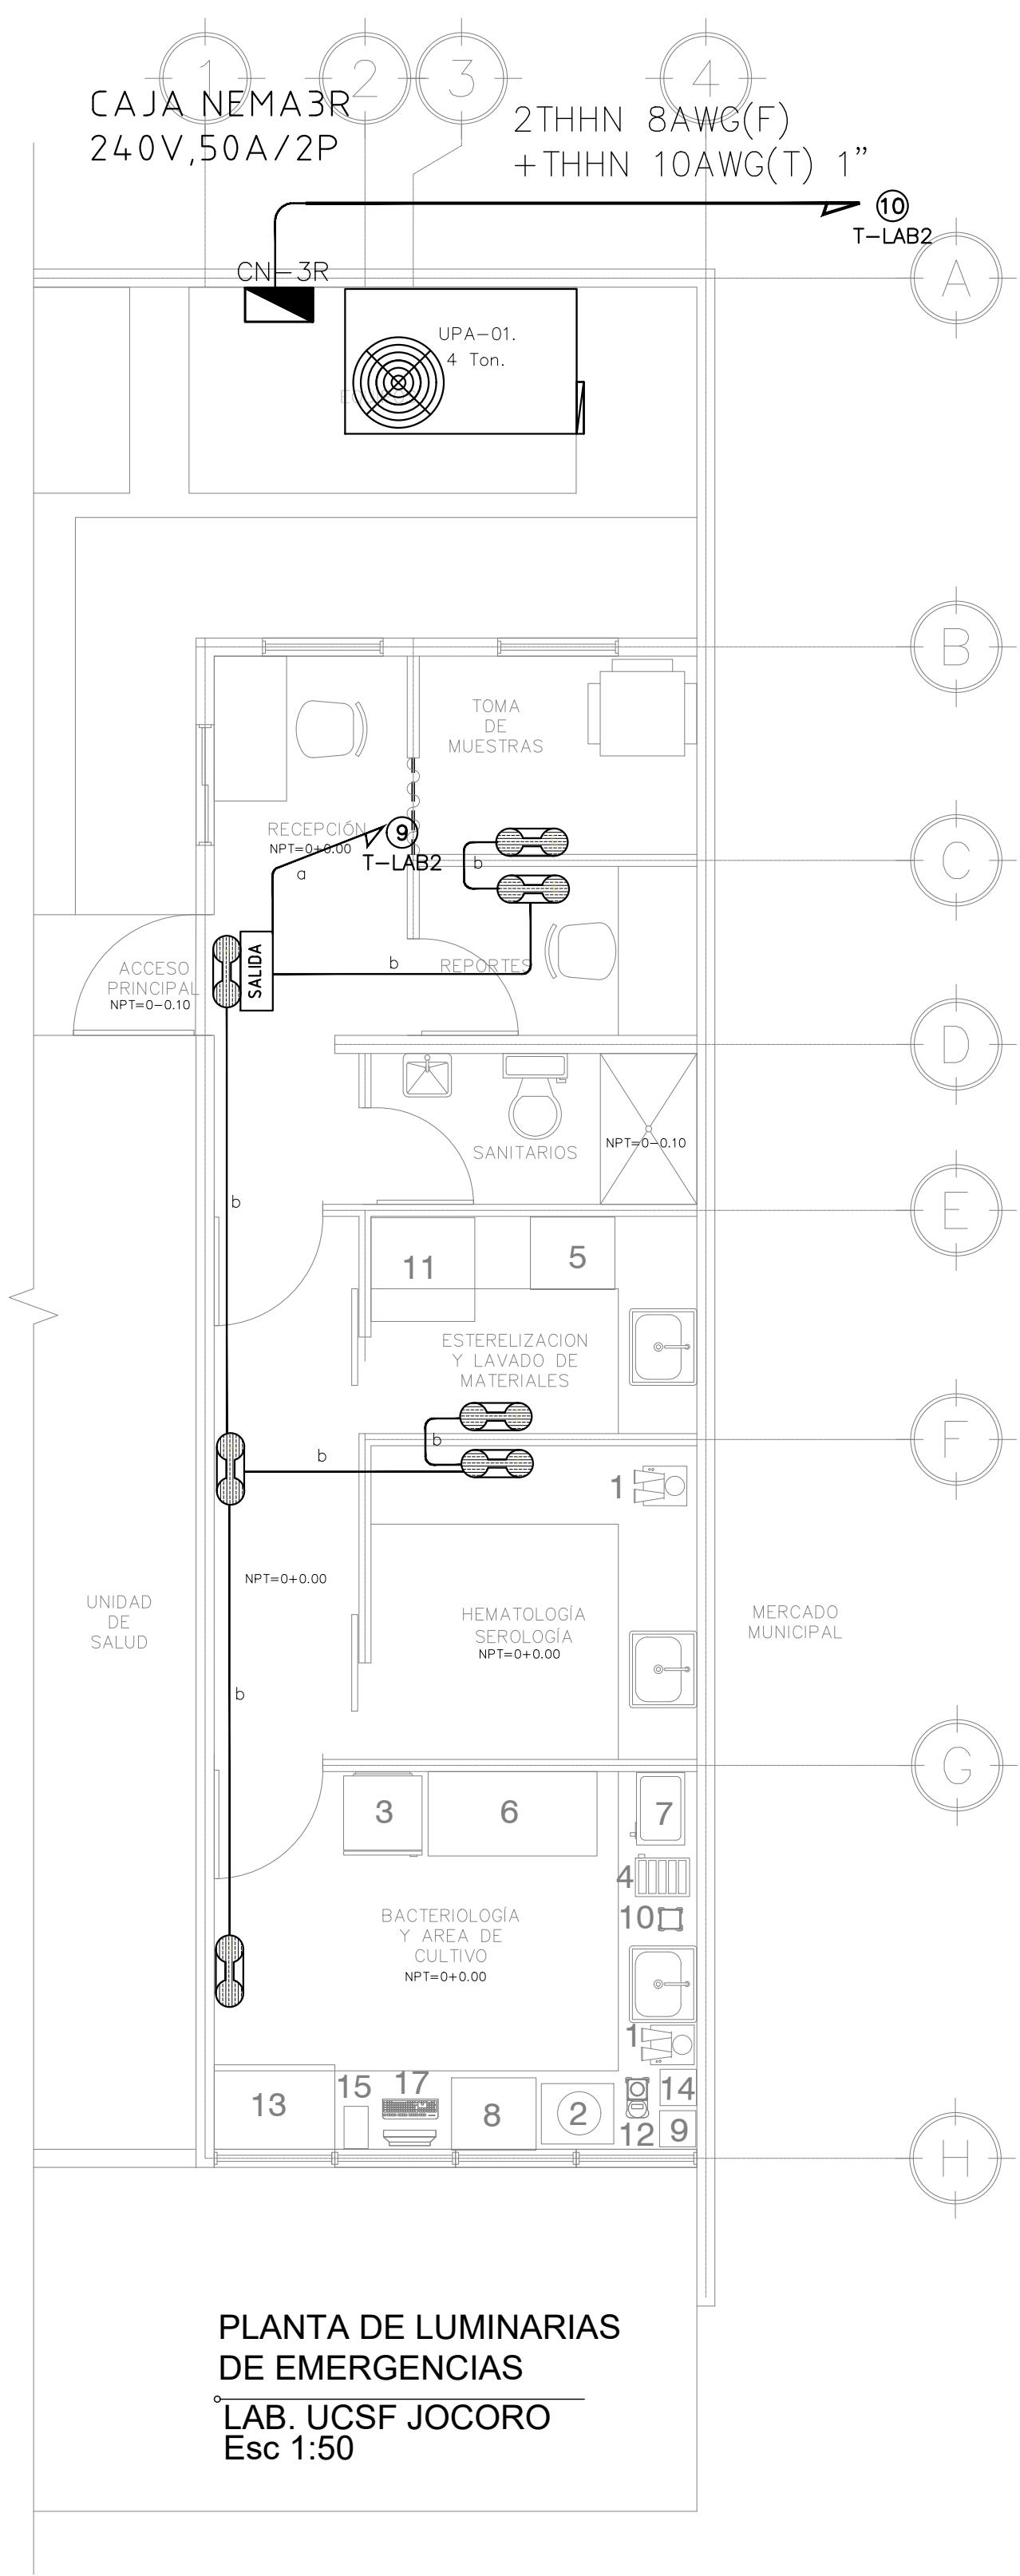 1
2
3
4
CAJA NEMA3R
240V,50A/2P
2THHN 8AWG(F)
+THHN 10AWG(T) 1”
10
T-LAB2
A
CN-3R
UPA-01.
4 Ton.
B
TOMA
DE
MUESTRAS
RECEPCIÓN
NPT=0+0.00
9
T-LAB2
a
b
C
SALIDA
b
REPORTES
ACCESO
PRINCIPAL
NPT=0-0.10
D
SANITARIOS
NPT=0-0.10
b
E
11
5
ESTERELIZACION
Y LAVADO DE
MATERIALES
b
b
F
1
NPT=0+0.00
UNIDAD
DE
SALUD
HEMATOLOGÍA
SEROLOGÍA
NPT=0+0.00
MERCADO
MUNICIPAL
b
G
3
6
7
4
10
BACTERIOLOGÍA
Y AREA DE
CULTIVO
NPT=0+0.00
1
13
15
17
8
2
12
14
9
H
PLANTA DE LUMINARIAS
DE EMERGENCIAS
LAB. UCSF JOCORO
Esc 1:50